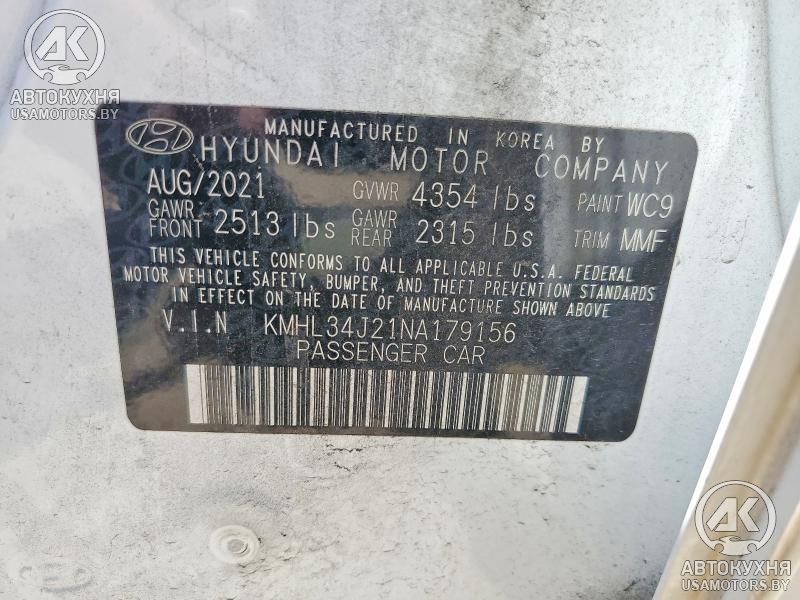 АК
АВТОКУХНЯ
USAMOTORS.BY
MANUFACTURED IN KOREA BY
HYUNDAI MOTOR COMPANY
AUG/2021 GVWR 4354 lbs PAINT WC9
GAWR FRONT 2513 lbs GAWR REAR 2315 lbs TRIM MMF
THIS VEHICLE CONFORMS TO ALL APPLICABLE U.S.A. FEDERAL
MOTOR VEHICLE SAFETY, BUMPER, AND THEFT PREVENTION STANDARDS
IN EFFECT ON THE DATE OF MANUFACTURE SHOWN ABOVE.
V.I.N KMHL34J21NA179156
PASSENGER CAR
АК
АВТОКУХНЯ
USAMOTORS.BY